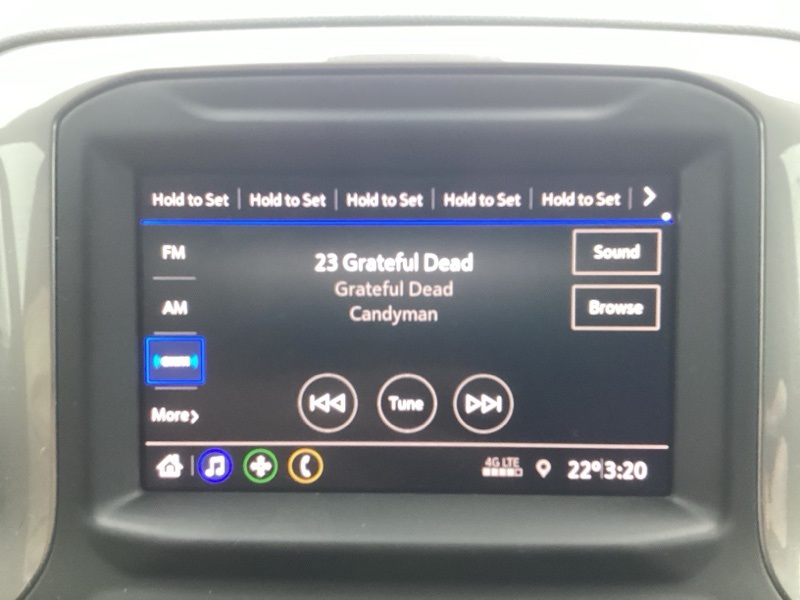 Hold to Set Hold to Set Hold to Set Hold to Set Hold to Set
FM
23 Grateful Dead
Sound
Grateful Dead
AM
Candyman
Browse
More
Tune
4G LTE
22° 3:20